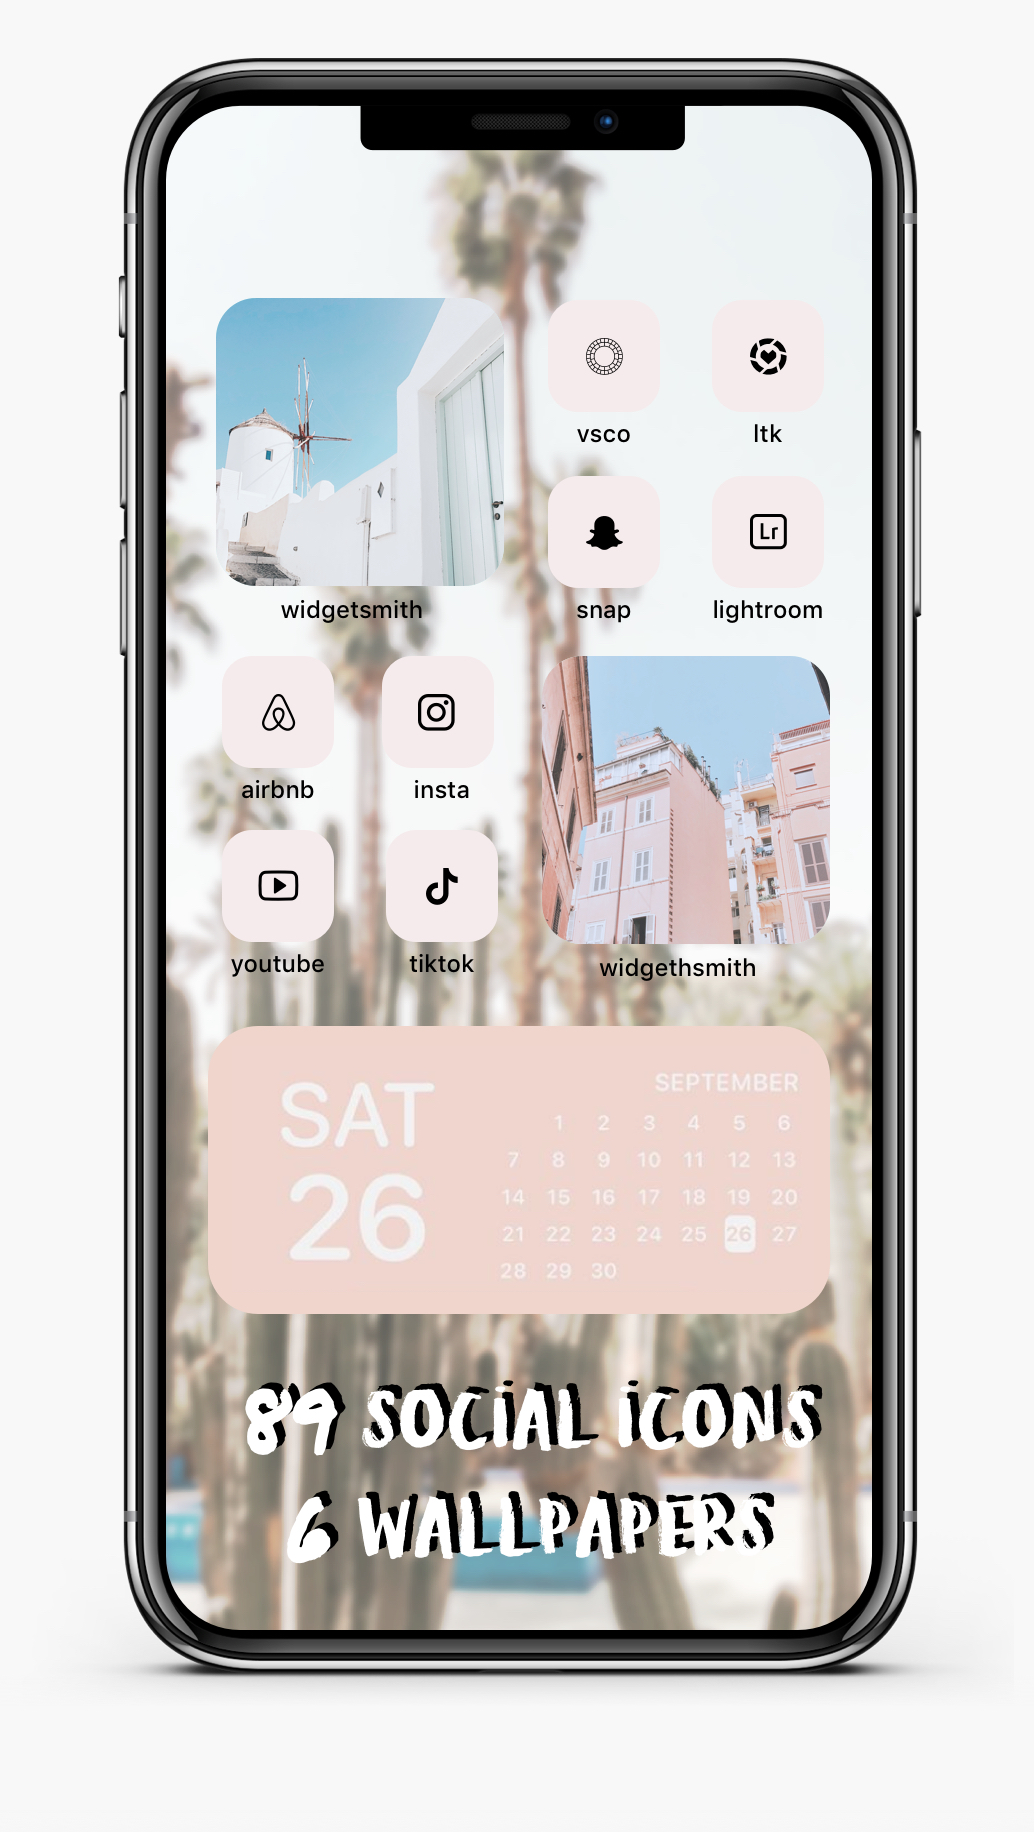 vsco
ltk
snap
Lr
lightroom
widgetsmith
airbnb
insta
youtube
tiktok
widgethsmith
SAT
26
SEPTEMBER
1 2 3 4 5 6
7 8 9 10 11 12 13
14 15 16 17 18 19 20
21 22 23 24 25 26 27
28 29 30
89 SOCIAL ICONS
6 WALLPAPERS